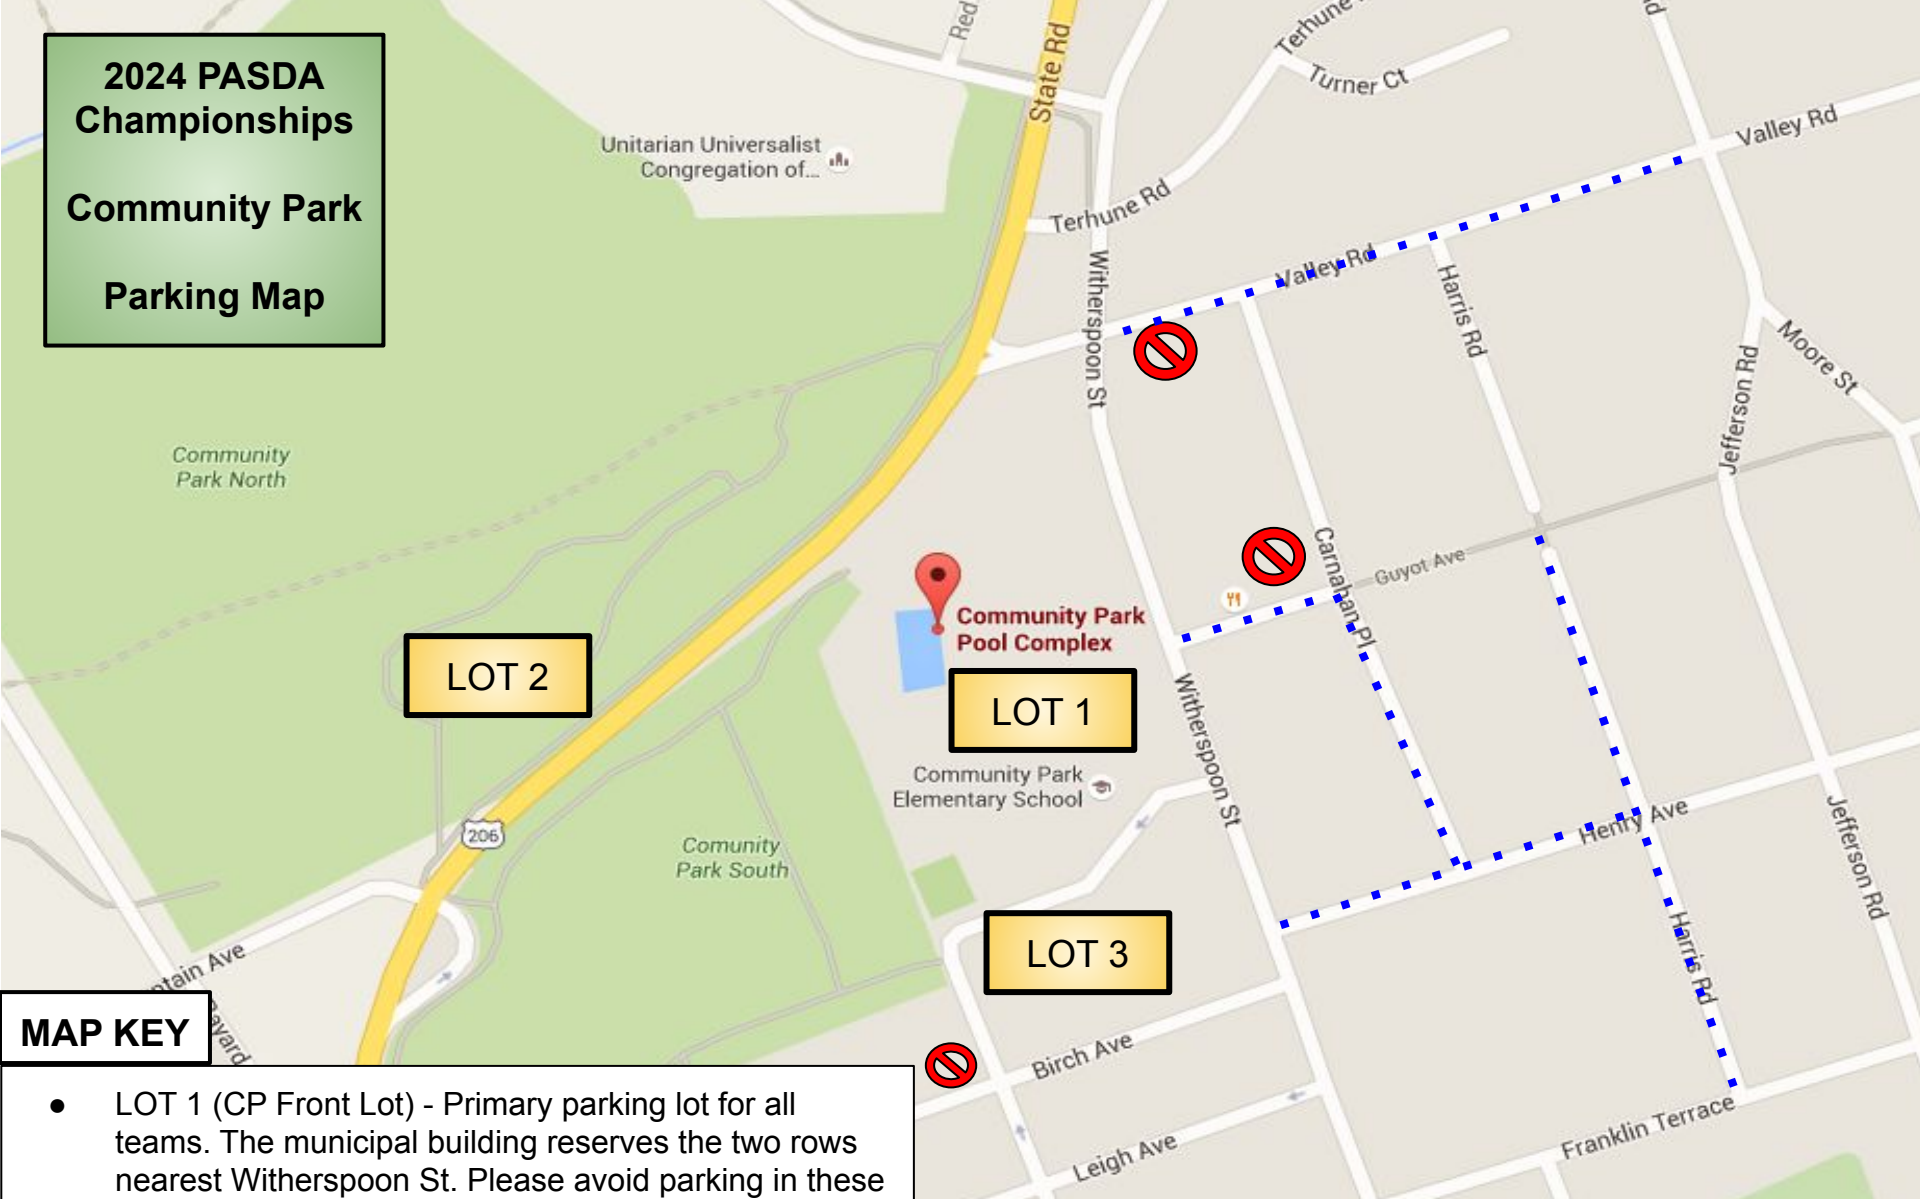 2024 PASDA
Championships
Community Park
Parking Map
Red
State Rd
Terhune
Turner Ct
Valley Rd
Unitarian Universalist
Congregation of...
Terhune Rd
Witherspoon St
Valley Rd
Harris Rd
Moore St
Jefferson Rd
Community
Park North
Carnahan Pl
Guyot Ave
Community Park
Pool Complex
LOT 2
LOT 1
Witherspoon St
Community Park
Elementary School
206
Comunity
Park South
Henry Ave
Jefferson Rd
Harris Rd
LOT 3
ntain Ave
Bayard
MAP KEY
Birch Ave
Leigh Ave
Franklin Terrace
● LOT 1 (CP Front Lot) - Primary parking lot for all
teams. The municipal building reserves the two rows
nearest Witherspoon St. Please avoid parking in these